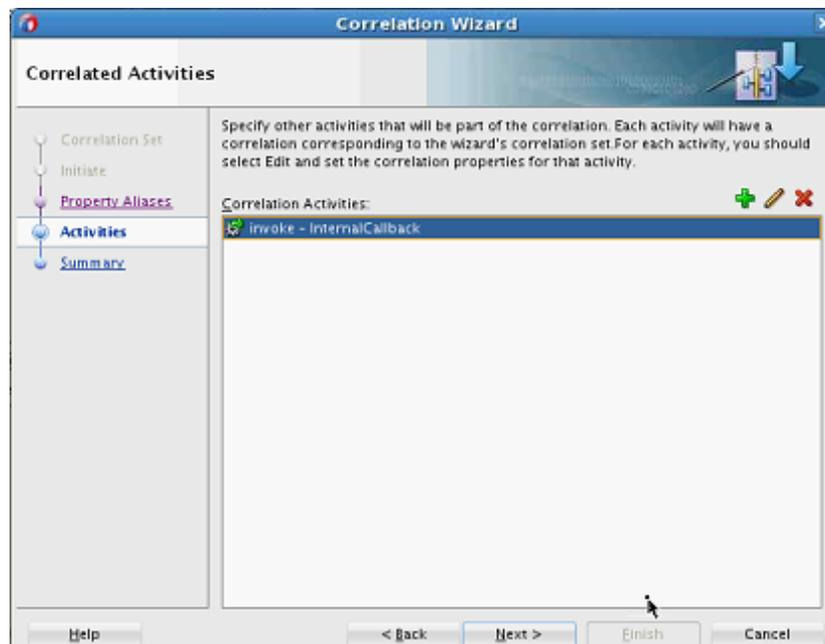 Correlation Wizard
Correlated Activities
Correlation Set
Initiate
Property Aliases
Activities
Summary
Specify other activities that will be part of the correlation. Each activity will have a
correlation corresponding to the wizard's correlation set.For each activity, you should
select Edit and set the correlation properties for that activity.
Correlation Activities:
invoke - InternalCallback
Help
< Back
Next >
Finish
Cancel